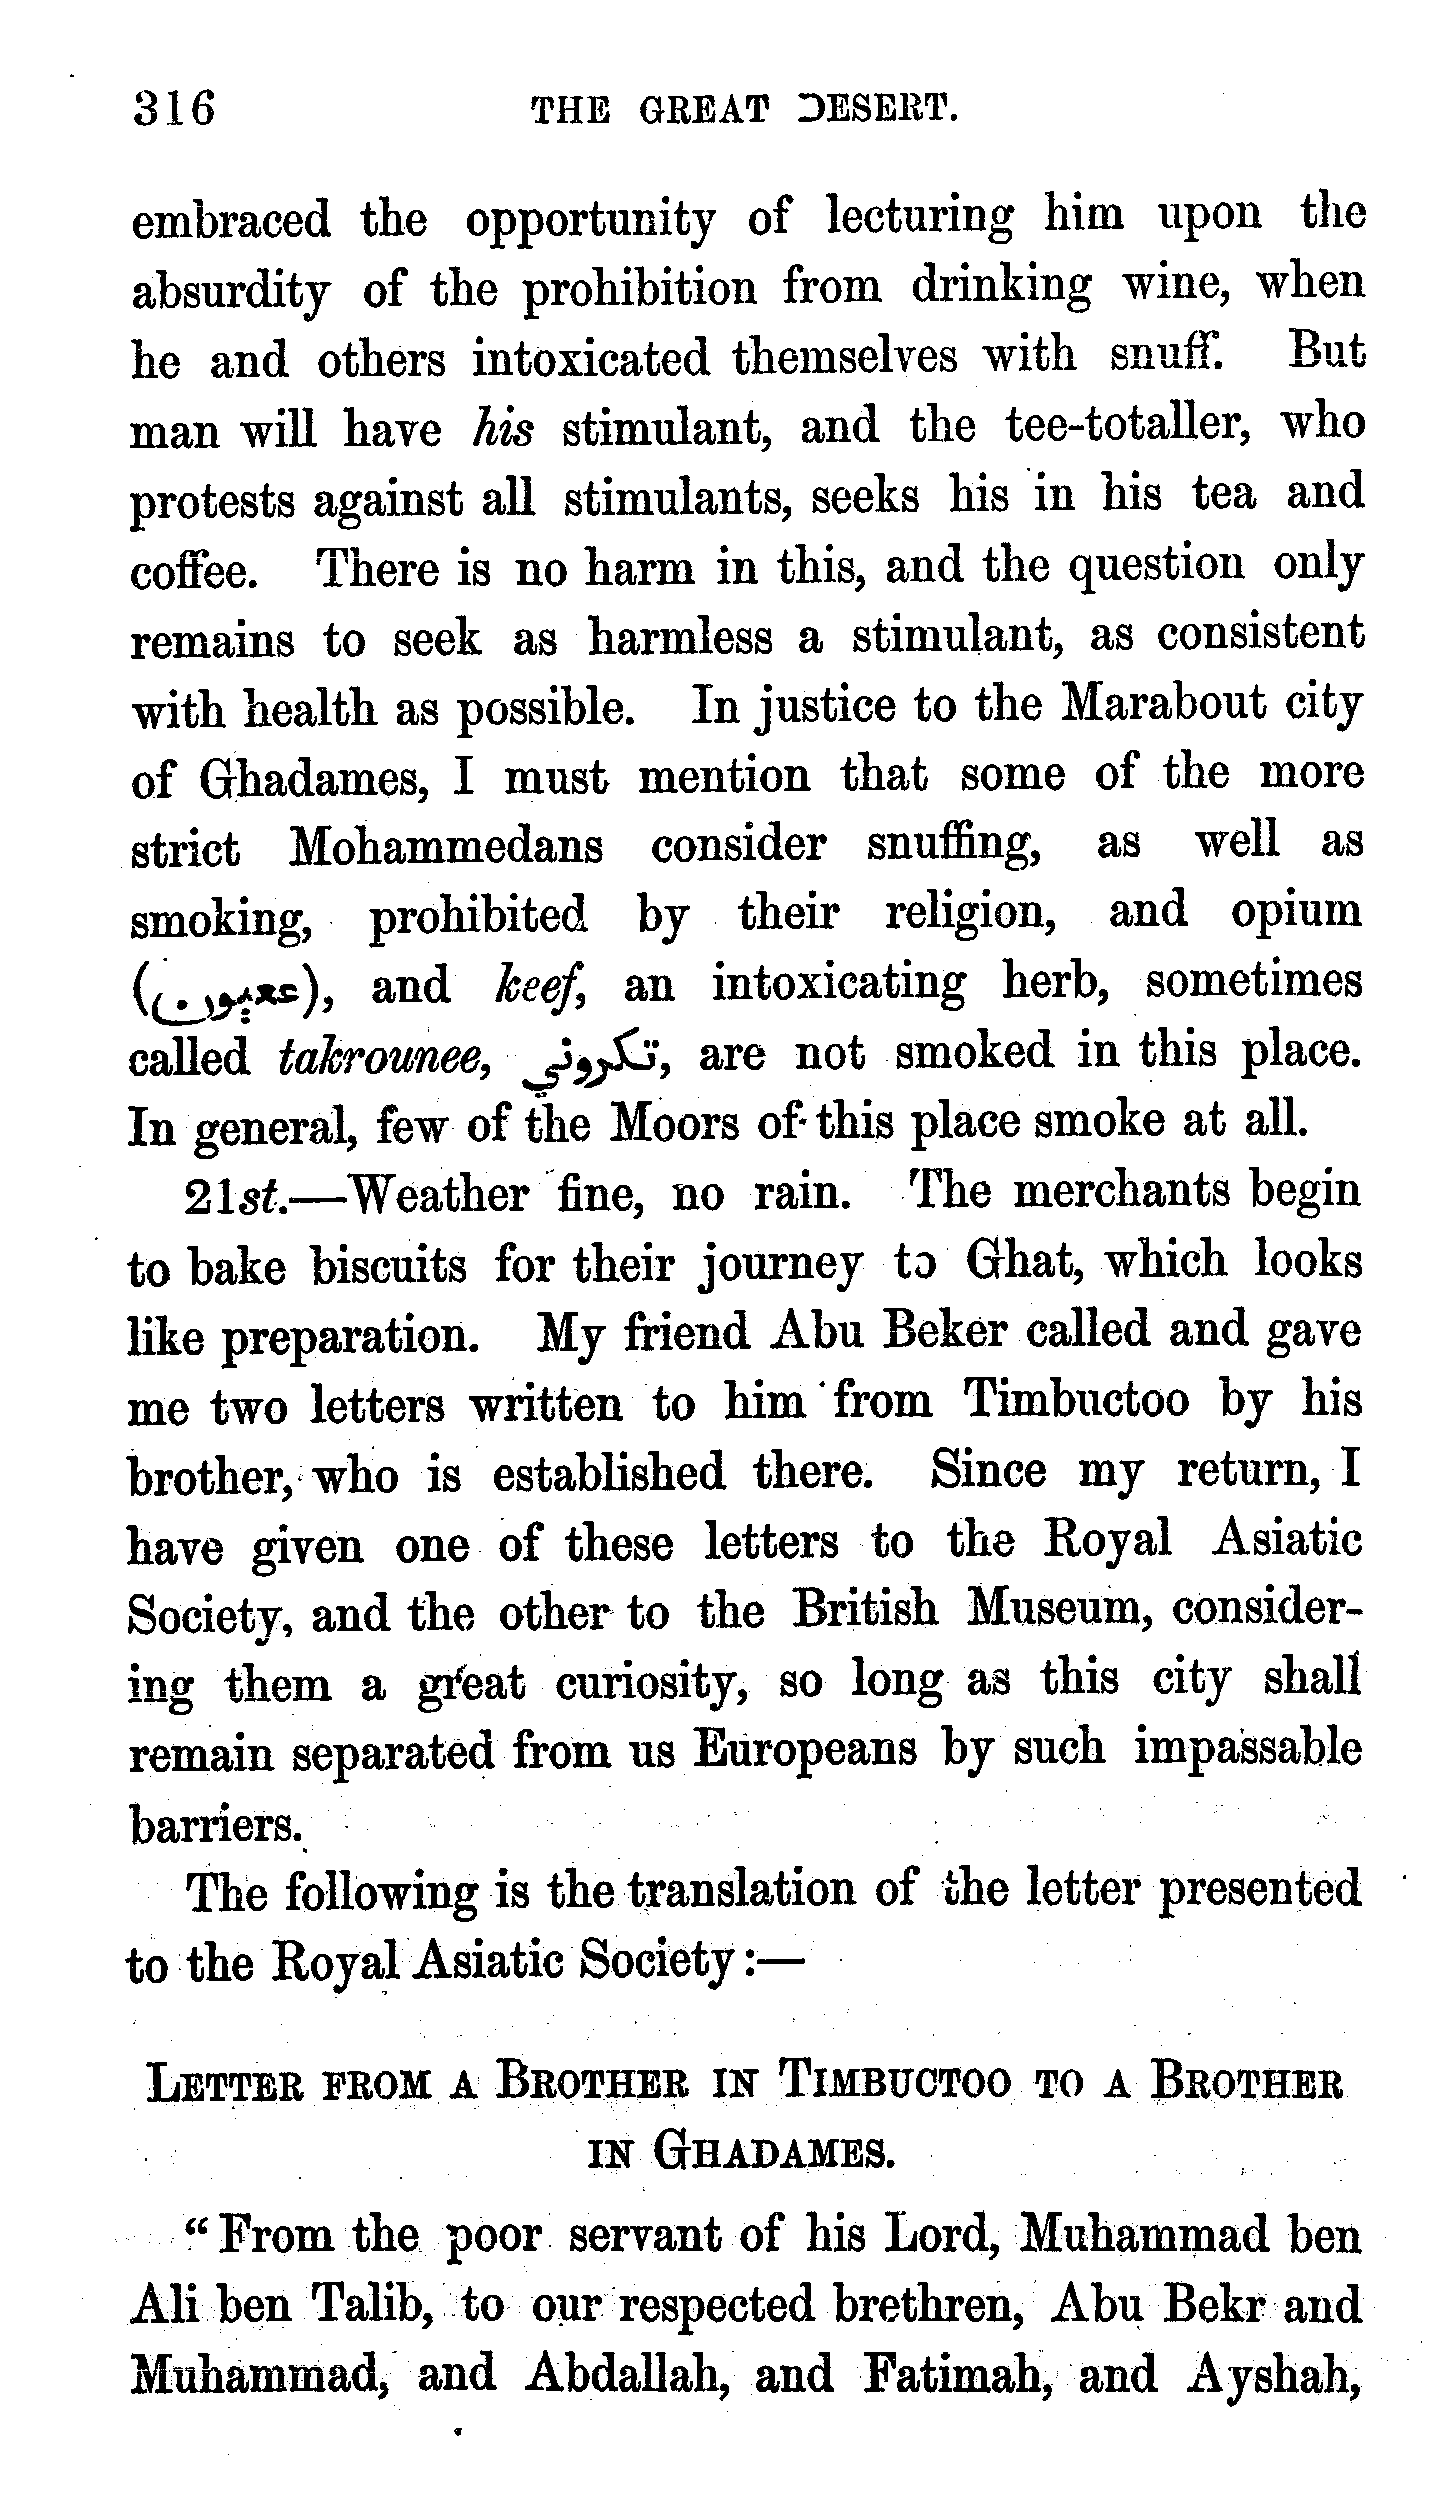 316 THE GREAT DESERT.
embraced the opportunity of lecturing him upon the
absurdity of the prohibition from drinking wine, when
he and others intoxicated themselves with snuff. But
man will have his stimulant, and the tee-totaller, who
protests against all stimulants, seeks his in his tea and
coffee. There is no harm in this, and the question only
remains to seek as harmless a stimulant, as consistent
with health as possible. In justice to the Marabout city
of Ghadames, I must mention that some of the more
strict Mohammedans consider snuffing, as well as
smoking, prohibited by their religion, and opium
(عفيون), and keef, an intoxicating herb, sometimes
called takrounee, تكروني, are not smoked in this place.
In general, few of the Moors of this place smoke at all.
21st.—Weather fine, no rain. The merchants begin
to bake biscuits for their journey to Ghat, which looks
like preparation. My friend Abu Beker called and gave
me two letters written to him from Timbuctoo by his
brother, who is established there. Since my return, I
have given one of these letters to the Royal Asiatic
Society, and the other to the British Museum, consider-
ing them a great curiosity, so long as this city shall
remain separated from us Europeans by such impassable
barriers.
The following is the translation of the letter presented
to the Royal Asiatic Society:—
LETTER FROM A BROTHER IN TIMBUCTOO TO A BROTHER
IN GHADAMES.
“From the poor servant of his Lord, Muhammad ben
Ali ben Talib, to our respected brethren, Abu Bekr and
Muhammad, and Abdallah, and Fatimah, and Ayshah,